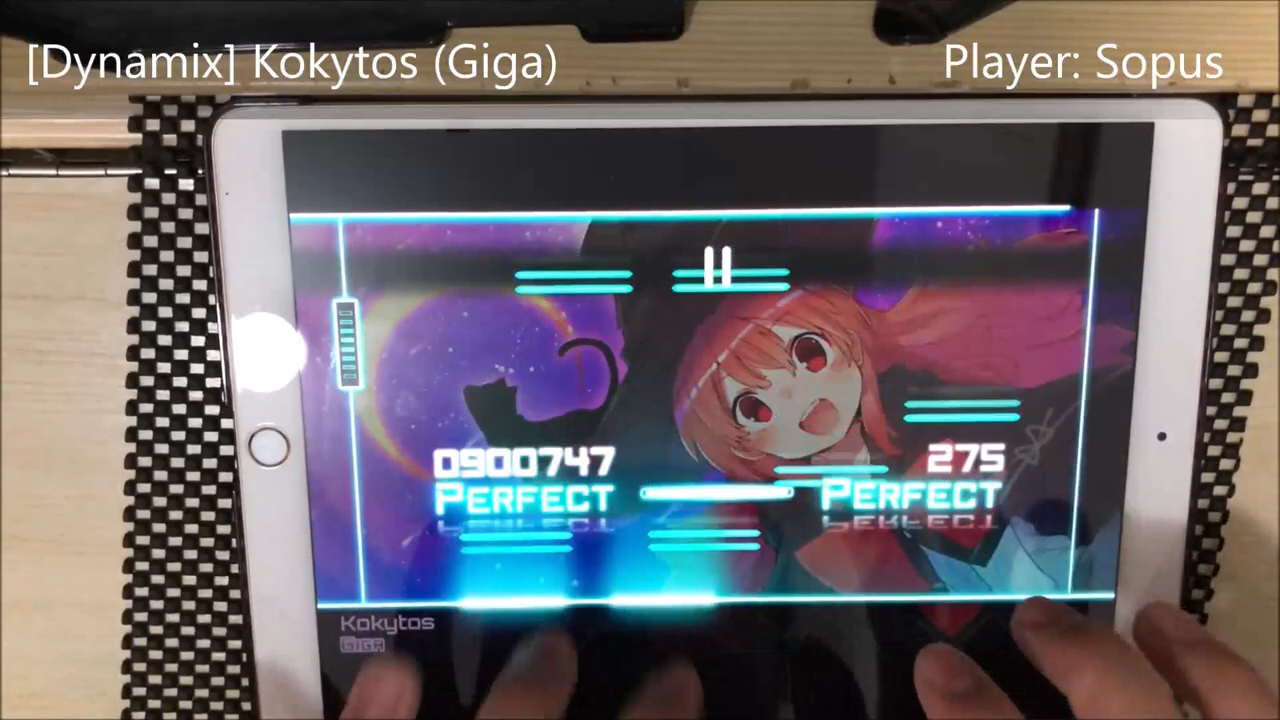 [Dynamix] Kokytos (Giga)
Player: Sopus
0900747
275
PERFECT
PERFECT
Kokytos
GIGA